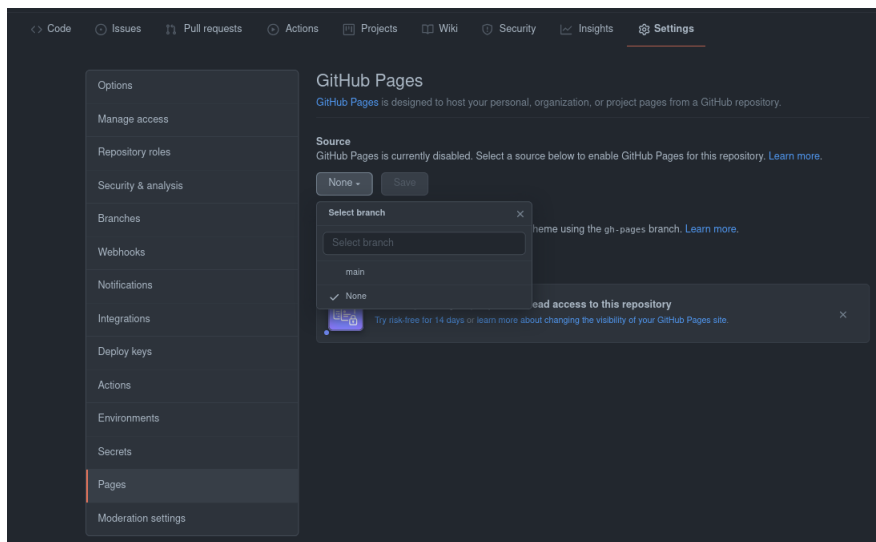 Code Issues Pull requests Actions Projects Wiki Security Insights Settings
Options
Manage access
Repository roles
Security & analysis
Branches
Webhooks
Notifications
Integrations
Deploy keys
Actions
Environments
Secrets
Pages
Moderation settings
GitHub Pages
GitHub Pages is designed to host your personal, organization, or project pages from a GitHub repository.
Source
GitHub Pages is currently disabled. Select a source below to enable GitHub Pages for this repository. Learn more.
None Save
Select branch
Select branch
main
None
heme using the gh-pages branch. Learn more.
ead access to this repository
Try risk-free for 14 days or learn more about changing the visibility of your GitHub Pages site.